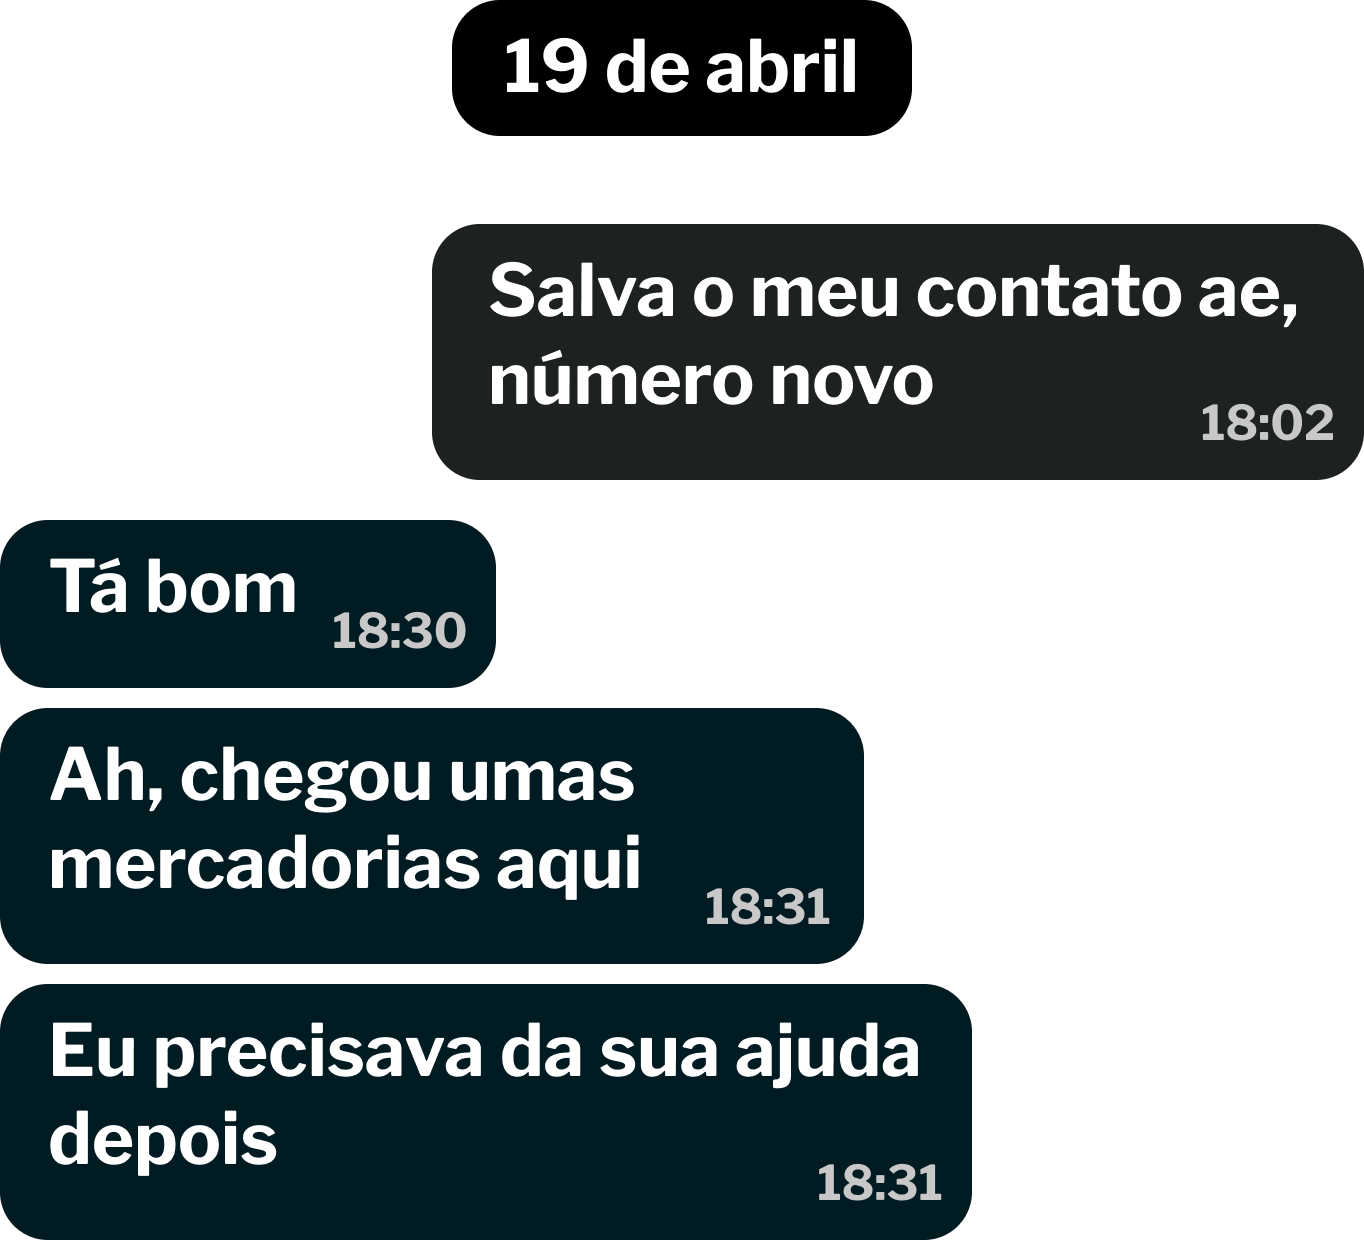 19 de abril
Salva o meu contato ae,
número novo
18:02
Tá bom
18:30
Ah, chegou umas
mercadorias aqui
18:31
Eu precisava da sua ajuda
depois
18:31